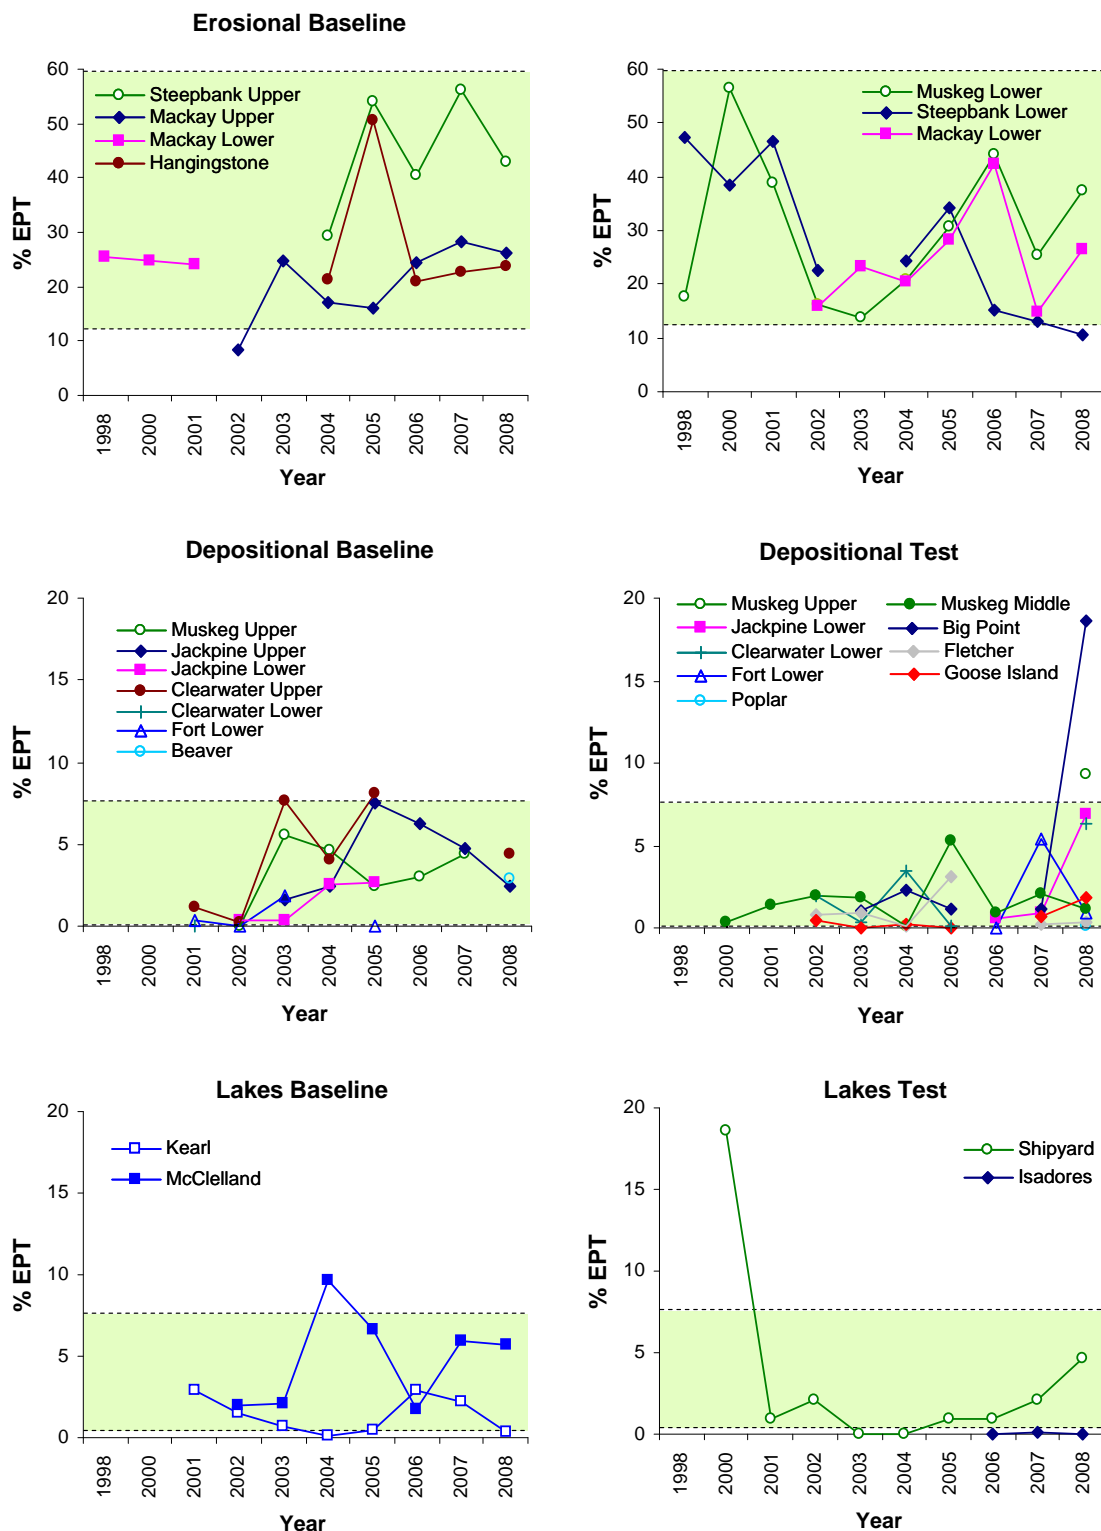 Erosional Baseline
60
50
40
30
20
10
0
% EPT
Steepbank Upper
Mackay Upper
Mackay Lower
Hangingstone
1998
2000
2001
2002
2003
2004
2005
2006
2007
2008
Year
60
50
40
30
20
10
0
% EPT
Muskeg Lower
Steepbank Lower
Mackay Lower
1998
2000
2001
2002
2003
2004
2005
2006
2007
2008
Year
Depositional Baseline
20
15
10
5
0
% EPT
Muskeg Upper
Jackpine Upper
Jackpine Lower
Clearwater Upper
Clearwater Lower
Fort Lower
Beaver
1998
2000
2001
2002
2003
2004
2005
2006
2007
2008
Year
Depositional Test
20
15
10
5
0
% EPT
Muskeg Upper
Jackpine Lower
Clearwater Lower
Fort Lower
Poplar
Muskeg Middle
Big Point
Fletcher
Goose Island
1998
2000
2001
2002
2003
2004
2005
2006
2007
2008
Year
Lakes Baseline
20
15
10
5
0
% EPT
Kearl
McClelland
1998
2000
2001
2002
2003
2004
2005
2006
2007
2008
Year
Lakes Test
20
15
10
5
0
% EPT
Shipyard
Isadores
1998
2000
2001
2002
2003
2004
2005
2006
2007
2008
Year